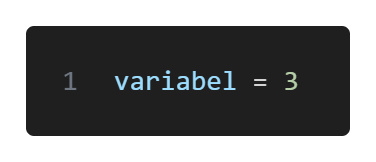 1 variabel = 3